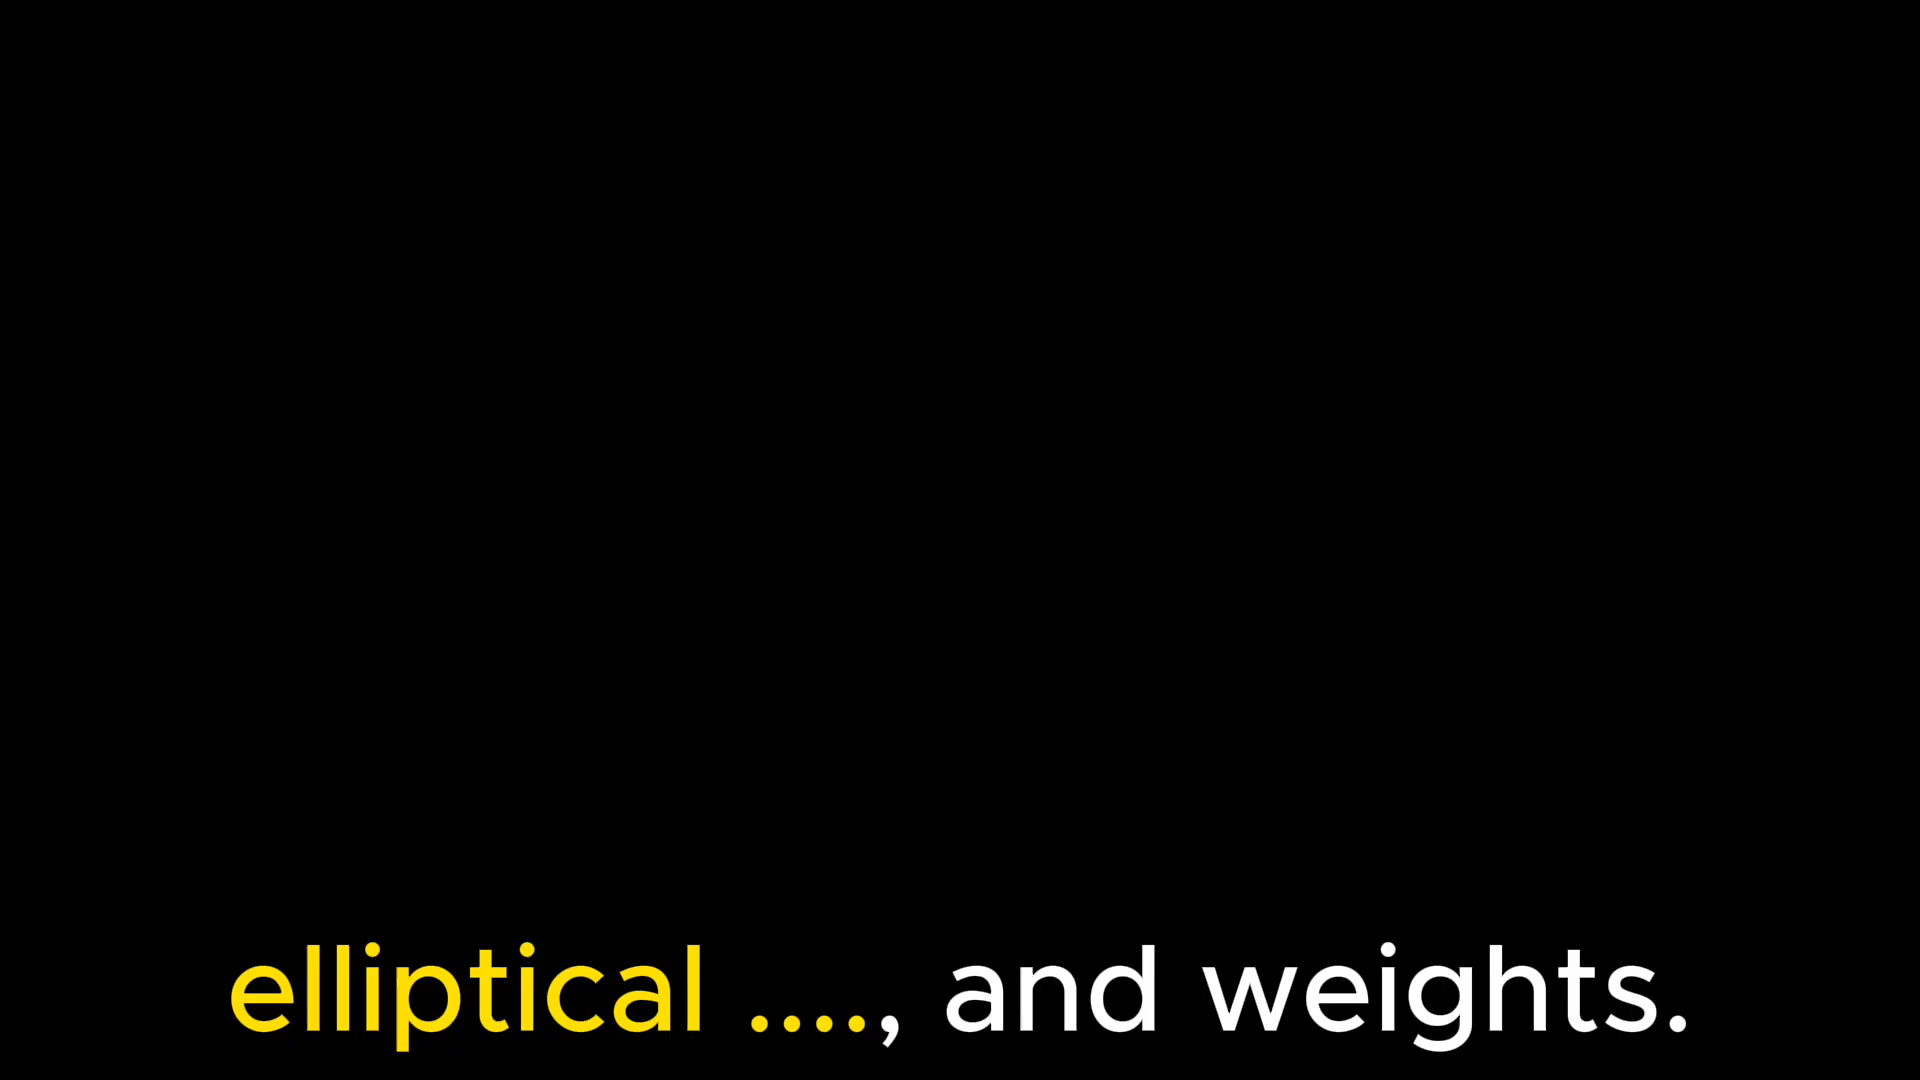 elliptical ...., and weights.